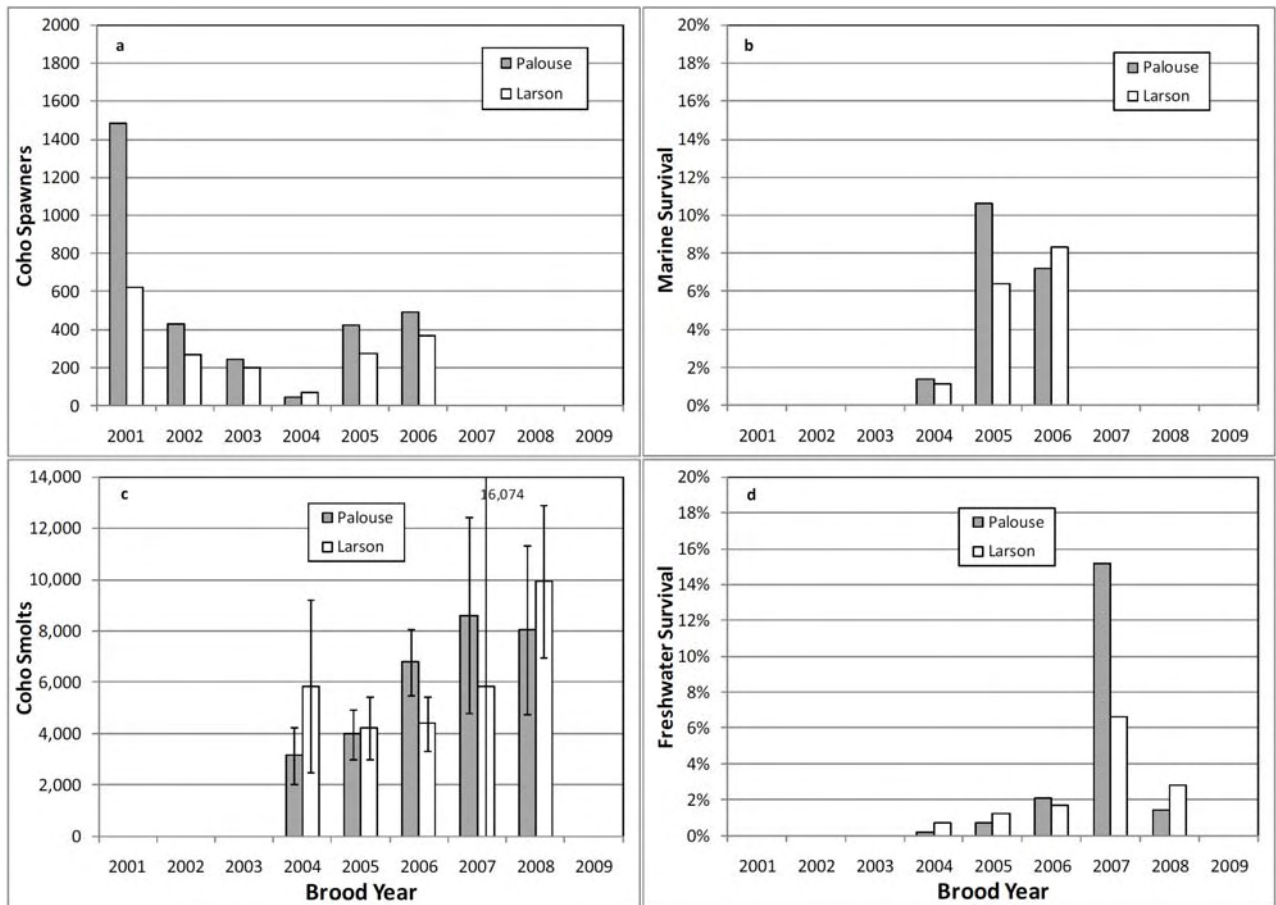 a
Palouse
Larson
2000
1800
1600
1400
1200
1000
800
600
400
200
0
Coho Spawners
2001 2002 2003 2004 2005 2006 2007 2008 2009
b
Palouse
Larson
20%
18%
16%
14%
12%
10%
8%
6%
4%
2%
0%
Marine Survival
2001 2002 2003 2004 2005 2006 2007 2008 2009
c
16,074
Palouse
Larson
14,000
12,000
10,000
8,000
6,000
4,000
2,000
0
Coho Smolts
2001 2002 2003 2004 2005 2006 2007 2008 2009
Brood Year
d
Palouse
Larson
20%
18%
16%
14%
12%
10%
8%
6%
4%
2%
0%
Freshwater Survival
2001 2002 2003 2004 2005 2006 2007 2008 2009
Brood Year